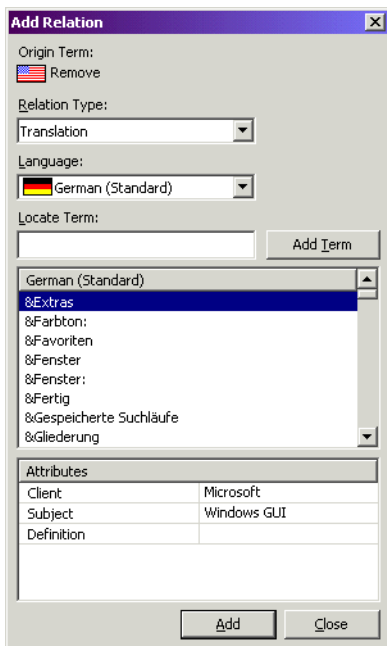 Add Relation
Origin Term:
Remove
Relation Type:
Translation
Language:
German (Standard)
Locate Term:
Add Term
German (Standard)
&Extras
&Farbton:
&Favoriten
&Fenster
&Fenster:
&Fertig
&Gespeicherte Suchläufe
&Gliederung
Attributes
Client Microsoft
Subject Windows GUI
Definition
Add Close